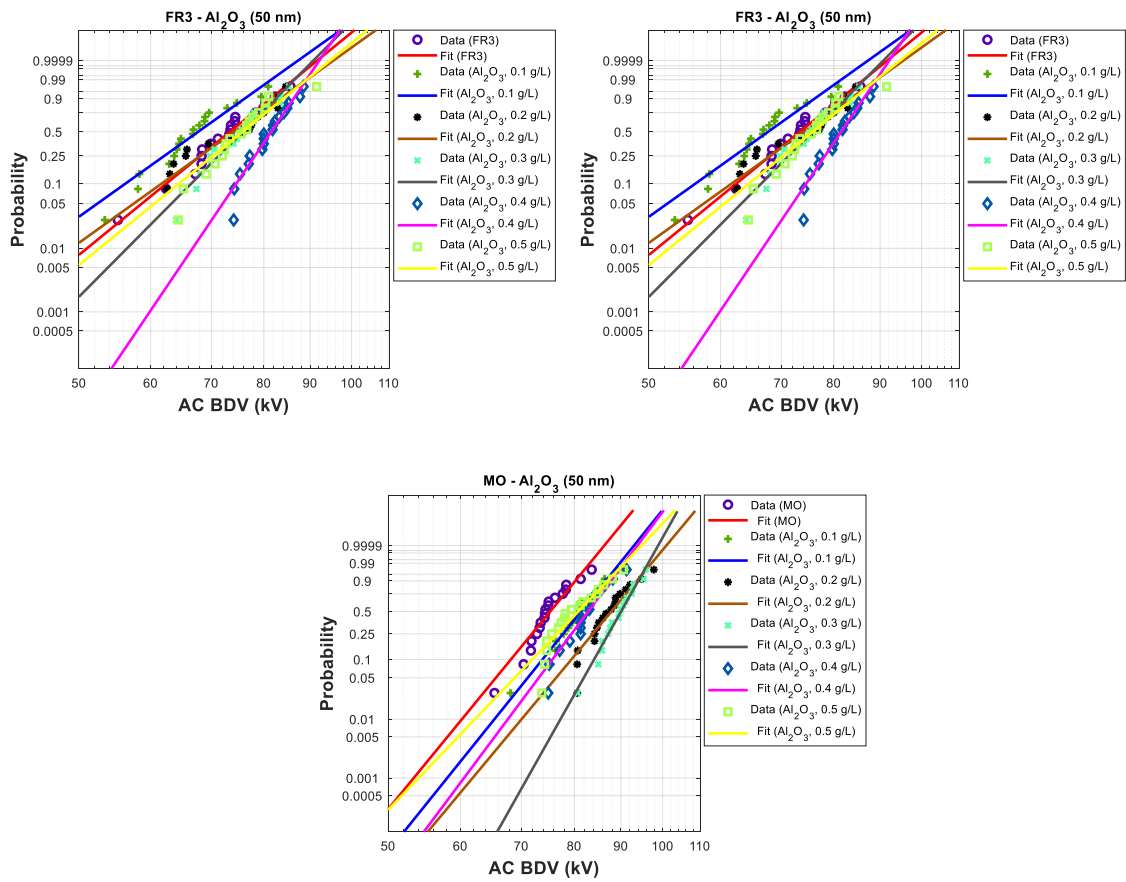 FR3 - Al2O3 (50 nm)
Probability
0.9999
0.99
0.9
0.5
0.25
0.1
0.05
0.01
0.005
0.001
0.0005
50 60 70 80 90 100 110
AC BDV (kV)
Data (FR3)
Fit (FR3)
Data (Al2O3, 0.1 g/L)
Fit (Al2O3, 0.1 g/L)
Data (Al2O3, 0.2 g/L)
Fit (Al2O3, 0.2 g/L)
Data (Al2O3, 0.3 g/L)
Fit (Al2O3, 0.3 g/L)
Data (Al2O3, 0.4 g/L)
Fit (Al2O3, 0.4 g/L)
Data (Al2O3, 0.5 g/L)
Fit (Al2O3, 0.5 g/L)
FR3 - Al2O3 (50 nm)
Probability
0.9999
0.99
0.9
0.5
0.25
0.1
0.05
0.01
0.005
0.001
0.0005
50 60 70 80 90 100 110
AC BDV (kV)
Data (FR3)
Fit (FR3)
Data (Al2O3, 0.1 g/L)
Fit (Al2O3, 0.1 g/L)
Data (Al2O3, 0.2 g/L)
Fit (Al2O3, 0.2 g/L)
Data (Al2O3, 0.3 g/L)
Fit (Al2O3, 0.3 g/L)
Data (Al2O3, 0.4 g/L)
Fit (Al2O3, 0.4 g/L)
Data (Al2O3, 0.5 g/L)
Fit (Al2O3, 0.5 g/L)
MO - Al2O3 (50 nm)
Probability
0.9999
0.99
0.9
0.5
0.25
0.1
0.05
0.01
0.005
0.001
0.0005
50 60 70 80 90 100 110
AC BDV (kV)
Data (MO)
Fit (MO)
Data (Al2O3, 0.1 g/L)
Fit (Al2O3, 0.1 g/L)
Data (Al2O3, 0.2 g/L)
Fit (Al2O3, 0.2 g/L)
Data (Al2O3, 0.3 g/L)
Fit (Al2O3, 0.3 g/L)
Data (Al2O3, 0.4 g/L)
Fit (Al2O3, 0.4 g/L)
Data (Al2O3, 0.5 g/L)
Fit (Al2O3, 0.5 g/L)